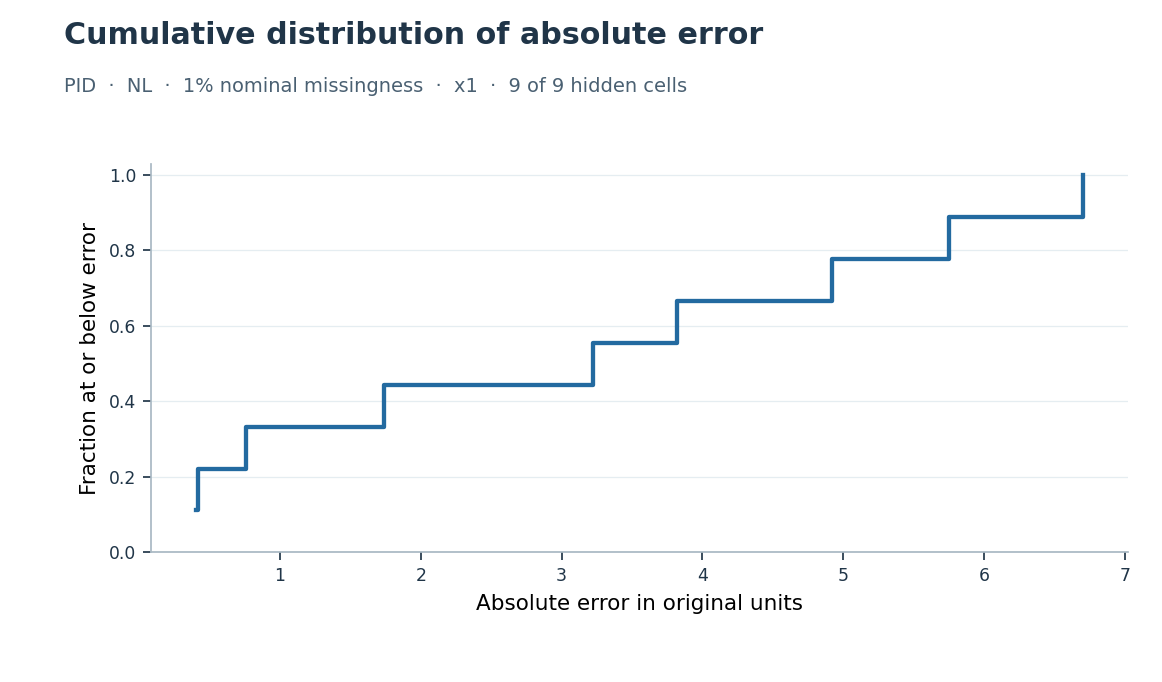 Cumulative distribution of absolute error
PID · NL · 1% nominal missingness · x1 · 9 of 9 hidden cells
Fraction at or below error
1.0
0.8
0.6
0.4
0.2
0.0
1 2 3 4 5 6 7
Absolute error in original units